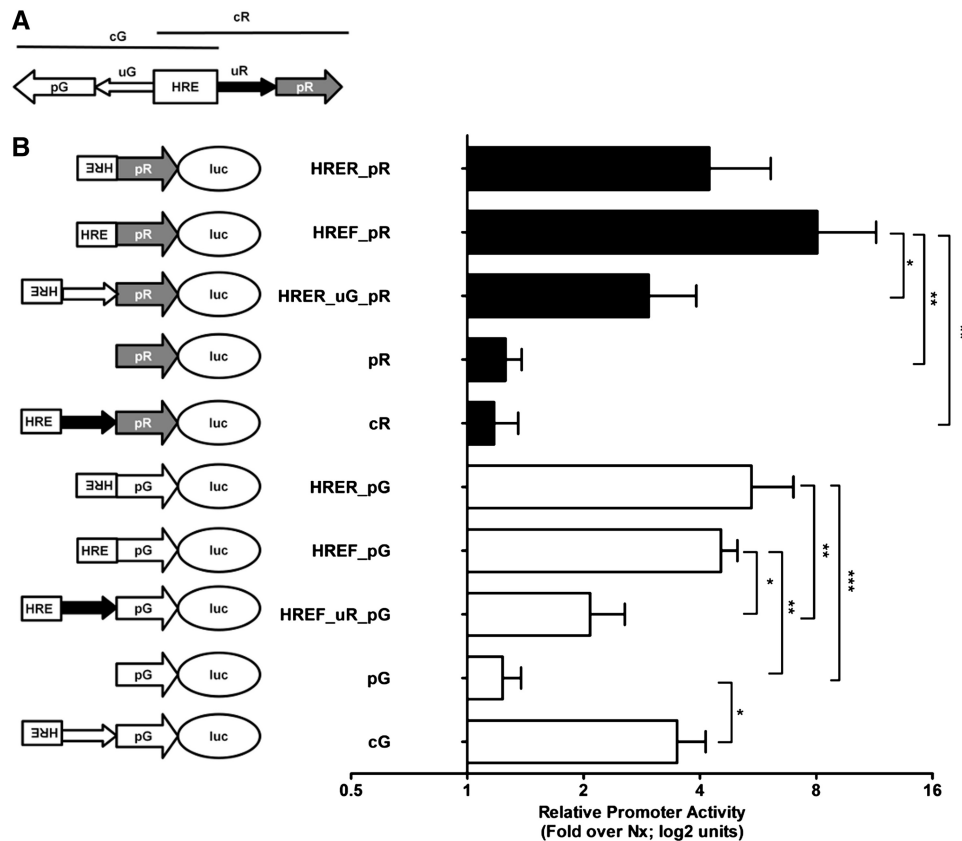 A
cR
cG
uG
uR
pG
HRE
pR
B
HRE pR luc HRER_pR
HRE pR luc HREF_pR
HRE pR luc HRER_uG_pR
pR luc pR
HRE pR luc cR
HRE pG luc HRER_pG
HRE pG luc HREF_pG
HRE pG luc HREF_uR_pG
pG luc pG
HRE pG luc cG
*
**
**
***
*
**
*
0.5 1 2 4 8 16
Relative Promoter Activity
(Fold over Nx; log2 units)